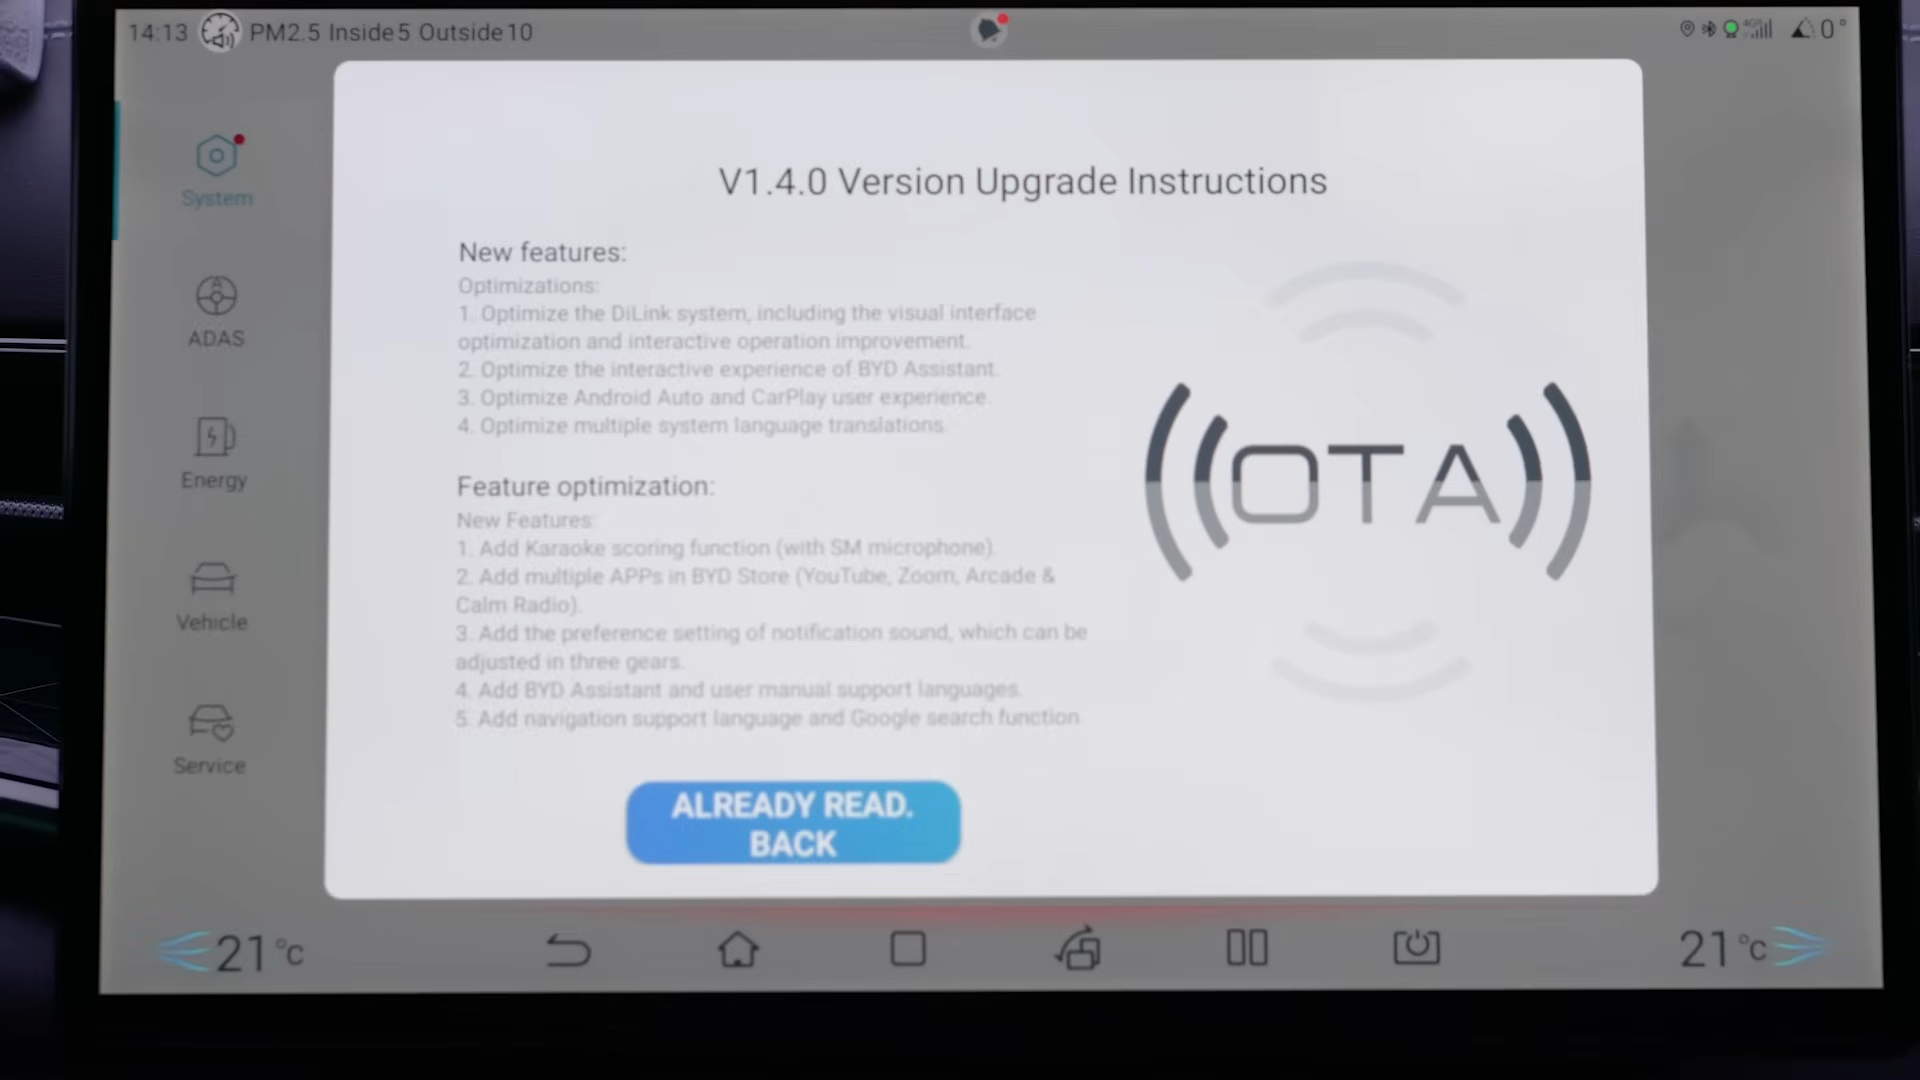 14:13 PM2.5 Inside 5 Outside 10
0°
System
ADAS
Energy
Vehicle
Service
V1.4.0 Version Upgrade Instructions
New features:
Optimizations:
1. Optimize the DiLink system, including the visual interface
optimization and interactive operation improvement.
2. Optimize the interactive experience of BYD Assistant.
3. Optimize Android Auto and CarPlay user experience.
4. Optimize multiple system language translations.
Feature optimization:
New Features:
1. Add Karaoke scoring function (with SM microphone).
2. Add multiple APPs in BYD Store (YouTube, Zoom, Arcade &
Calm Radio).
3. Add the preference setting of notification sound, which can be
adjusted in three gears.
4. Add BYD Assistant and user manual support languages.
5. Add navigation support language and Google search function
OTA
ALREADY READ.
BACK
21°C
21°C